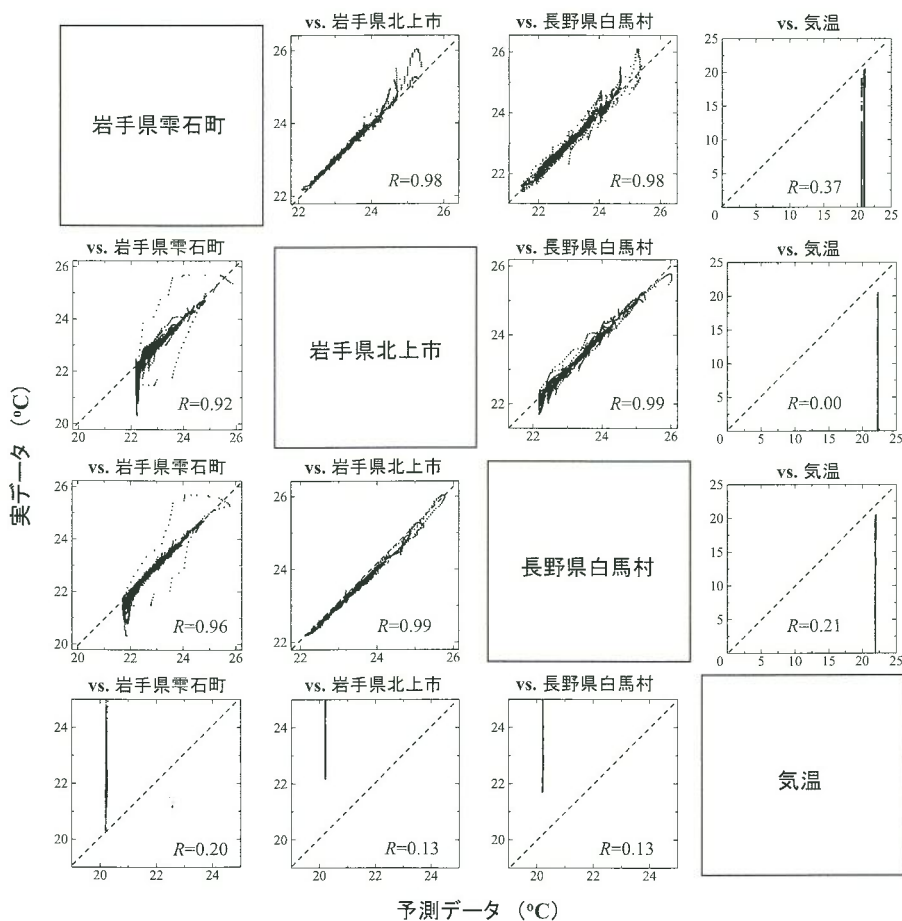 vs. 岩手県北上市
vs. 長野県白馬村
vs. 気温
岩手県雫石町
26
24
22
22 24 26
R=0.98
26
24
22
22 24 26
R=0.98
25
20
15
10
5
0 5 10 15 20 25
R=0.37
vs. 岩手県雫石町
vs. 長野県白馬村
vs. 気温
26
24
22
20
20 22 24 26
R=0.92
岩手県北上市
26
24
22
22 24 26
R=0.99
25
20
15
10
5
0 5 10 15 20 25
R=0.00
実データ (°C)
vs. 岩手県雫石町
vs. 岩手県北上市
vs. 気温
26
24
22
20
20 22 24 26
R=0.96
26
24
22
22 24 26
R=0.99
長野県白馬村
25
20
15
10
5
0 5 10 15 20 25
R=0.21
vs. 岩手県雫石町
vs. 岩手県北上市
vs. 長野県白馬村
24
22
20
20 22 24
R=0.20
24
22
20
20 22 24
R=0.13
24
22
20
20 22 24
R=0.13
気温
予測データ (°C)